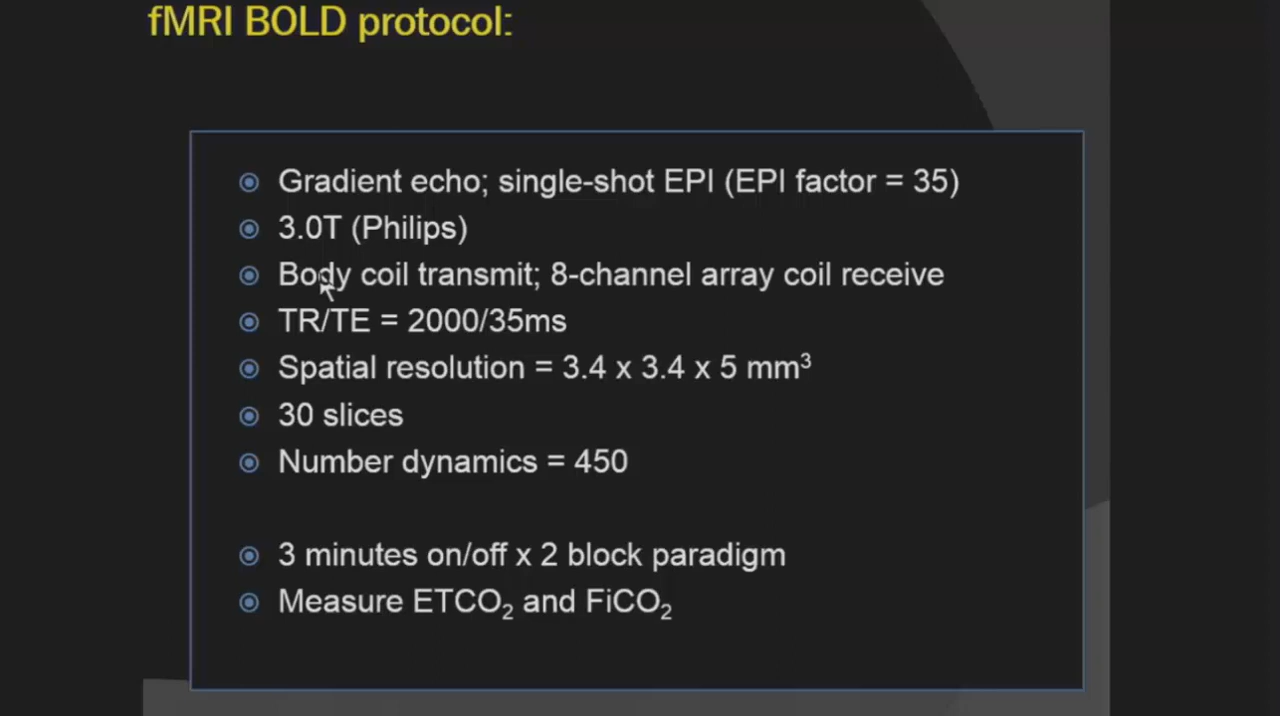 fMRI BOLD protocol:
Gradient echo; single-shot EPI (EPI factor = 35)
3.0T (Philips)
Body coil transmit; 8-channel array coil receive
TR/TE = 2000/35ms
Spatial resolution = 3.4 x 3.4 x 5 mm³
30 slices
Number dynamics = 450
3 minutes on/off x 2 block paradigm
Measure ETCO₂ and FiCO₂